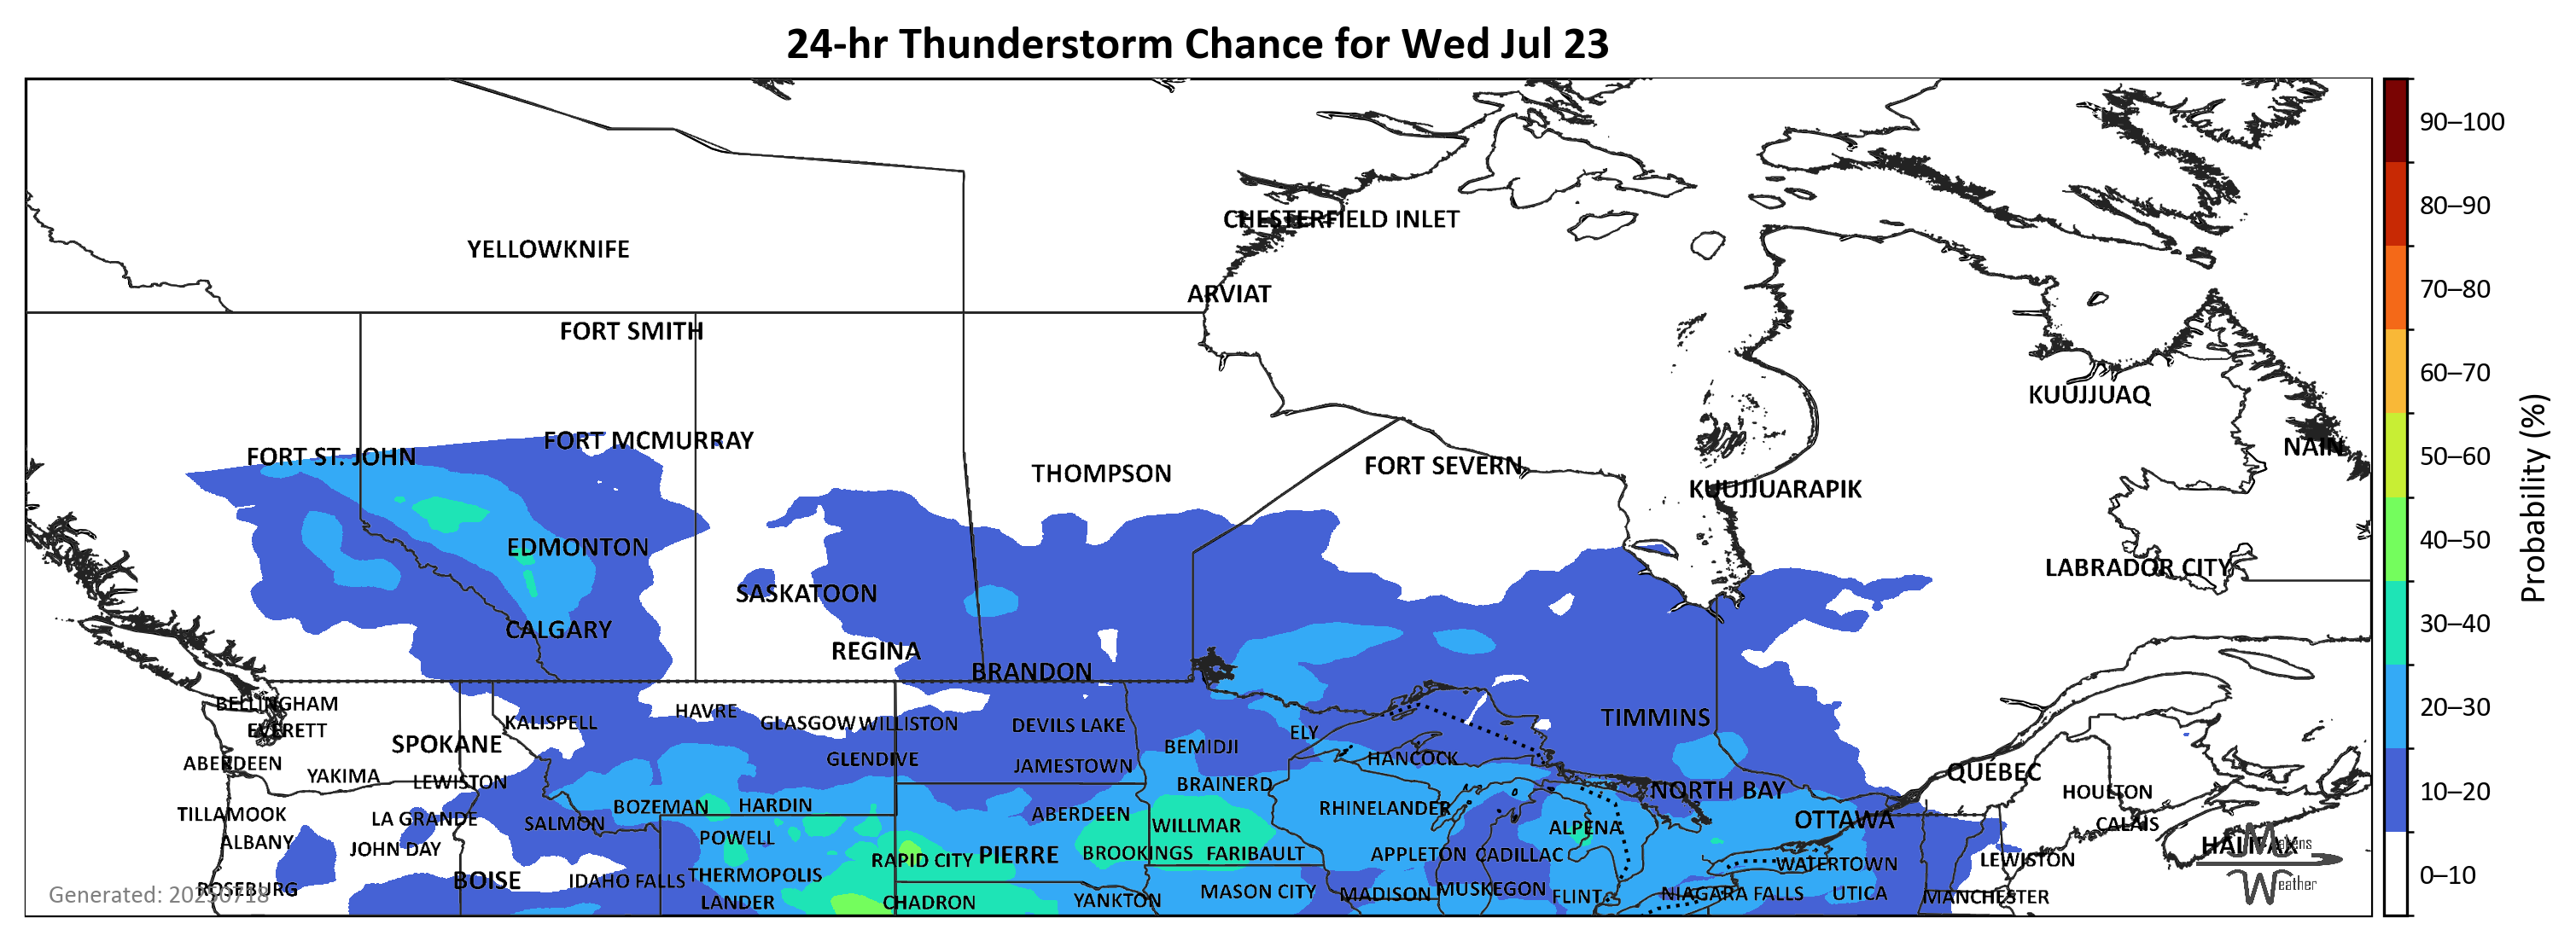 24-hr Thunderstorm Chance for Wed Jul 23
90–100
80–90
70–80
60–70
50–60
40–50
30–40
20–30
10–20
0–10
Probability (%)
CHESTERFIELD INLET
YELLOWKNIFE
ARVIAT
FORT SMITH
KUUJJUAQ
FORT MCMURRAY
NAIN
FORT ST. JOHN
FORT SEVERN
THOMPSON
KUUJJUARAPIK
EDMONTON
LABRADOR CITY
SASKATOON
CALGARY
REGINA
BRANDON
BELLINGHAM
HAVRE
TIMMINS
KALISPELL
GLASGOW
WILLISTON
DEVILS LAKE
EVERETT
ELY
SPOKANE
BEMIDJI
GLENDIVE
HANCOCK
ABERDEEN
JAMESTOWN
QUÉBEC
YAKIMA
LEWISTON
BRAINERD
NORTH BAY
HOULTON
BOZEMAN
HARDIN
RHINELANDER
TILLAMOOK
ABERDEEN
LA GRANDE
OTTAWA
SALMON
WILLMAR
ALPENA
CALAIS
POWELL
ALBANY
HALIFAX
Makens
JOHN DAY
BROOKINGS
FARIBAULT
APPLETON
CADILLAC
PIERRE
RAPID CITY
LEWISTON
WATERTOWN
THERMOPOLIS
BOISE
IDAHO FALLS
Weather
ROSEBURG
MUSKEGON
MASON CITY
MADISON
NIAGARA FALLS
UTICA
Generated: 20250718
FLINT
MANCHESTER
LANDER
CHADRON
YANKTON